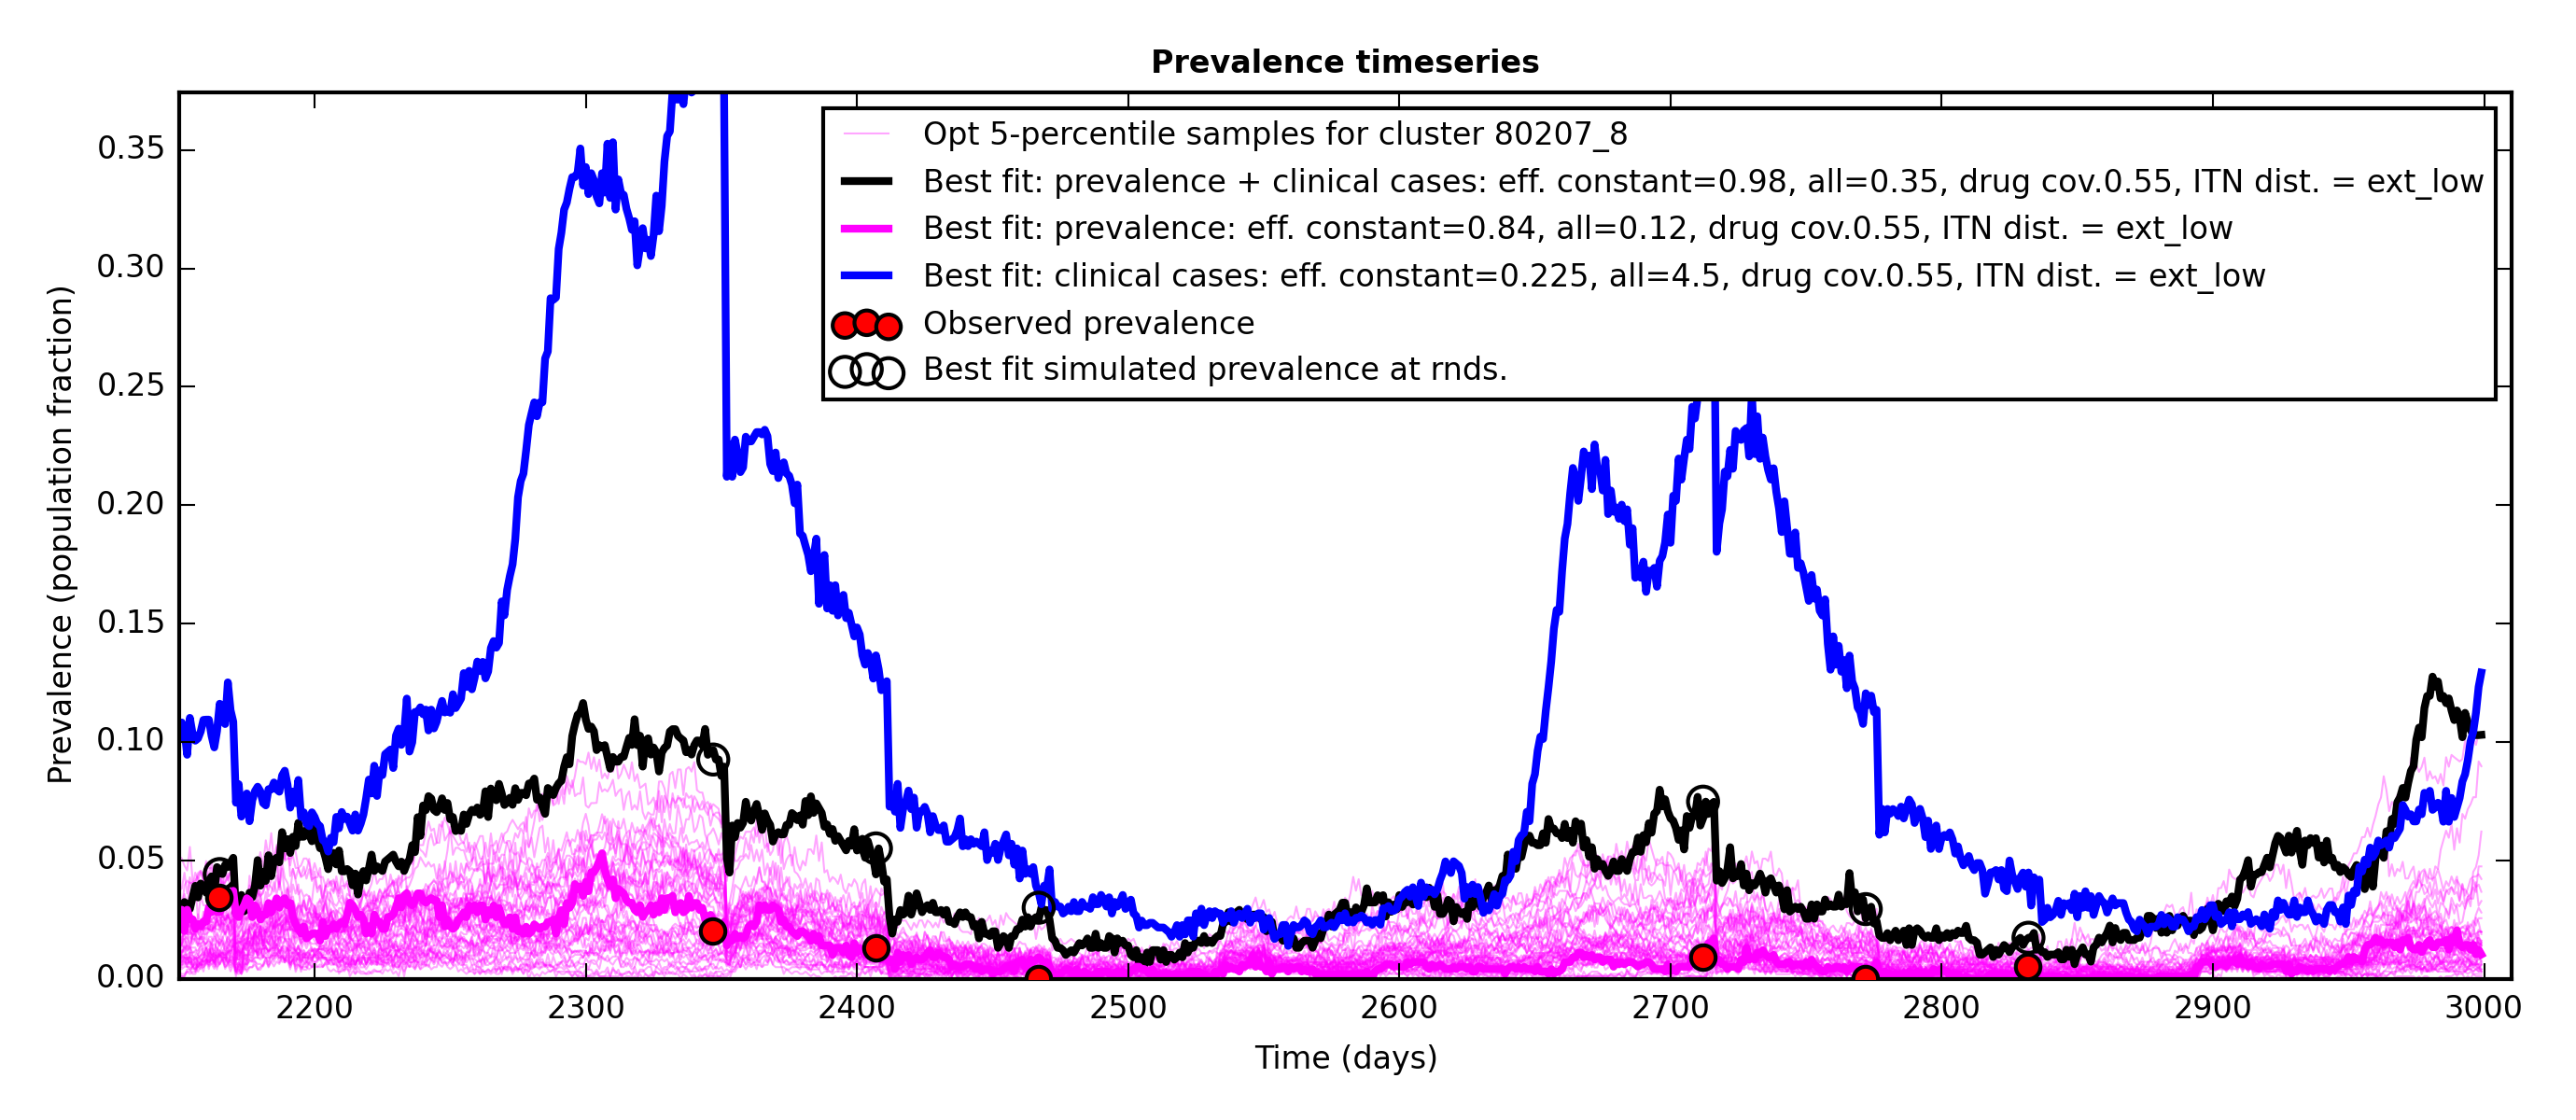 Prevalence timeseries
Opt 5-percentile samples for cluster 80207_8
Best fit: prevalence + clinical cases: eff. constant=0.98, all=0.35, drug cov.0.55, ITN dist. = ext_low
Best fit: prevalence: eff. constant=0.84, all=0.12, drug cov.0.55, ITN dist. = ext_low
Best fit: clinical cases: eff. constant=0.225, all=4.5, drug cov.0.55, ITN dist. = ext_low
Observed prevalence
Best fit simulated prevalence at rnds.
Prevalence (population fraction)
0.35
0.30
0.25
0.20
0.15
0.10
0.05
0.00
2200 2300 2400 2500 2600 2700 2800 2900 3000
Time (days)